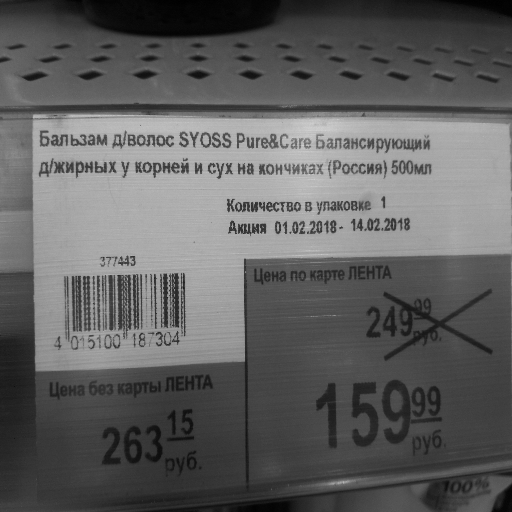 Бальзам д/волос SYOSS Pure&Care Балансирующий
д/жирных у корней и сух на кончиках (Россия) 500мл
Количество в упаковке 1
Акция 01.02.2018- 14.02.2018
377443
4 015100 187304
Цена по карте ЛЕНТА
249 99 руб.
159 99 руб.
Цена без карты ЛЕНТА
263 15 руб.
100%